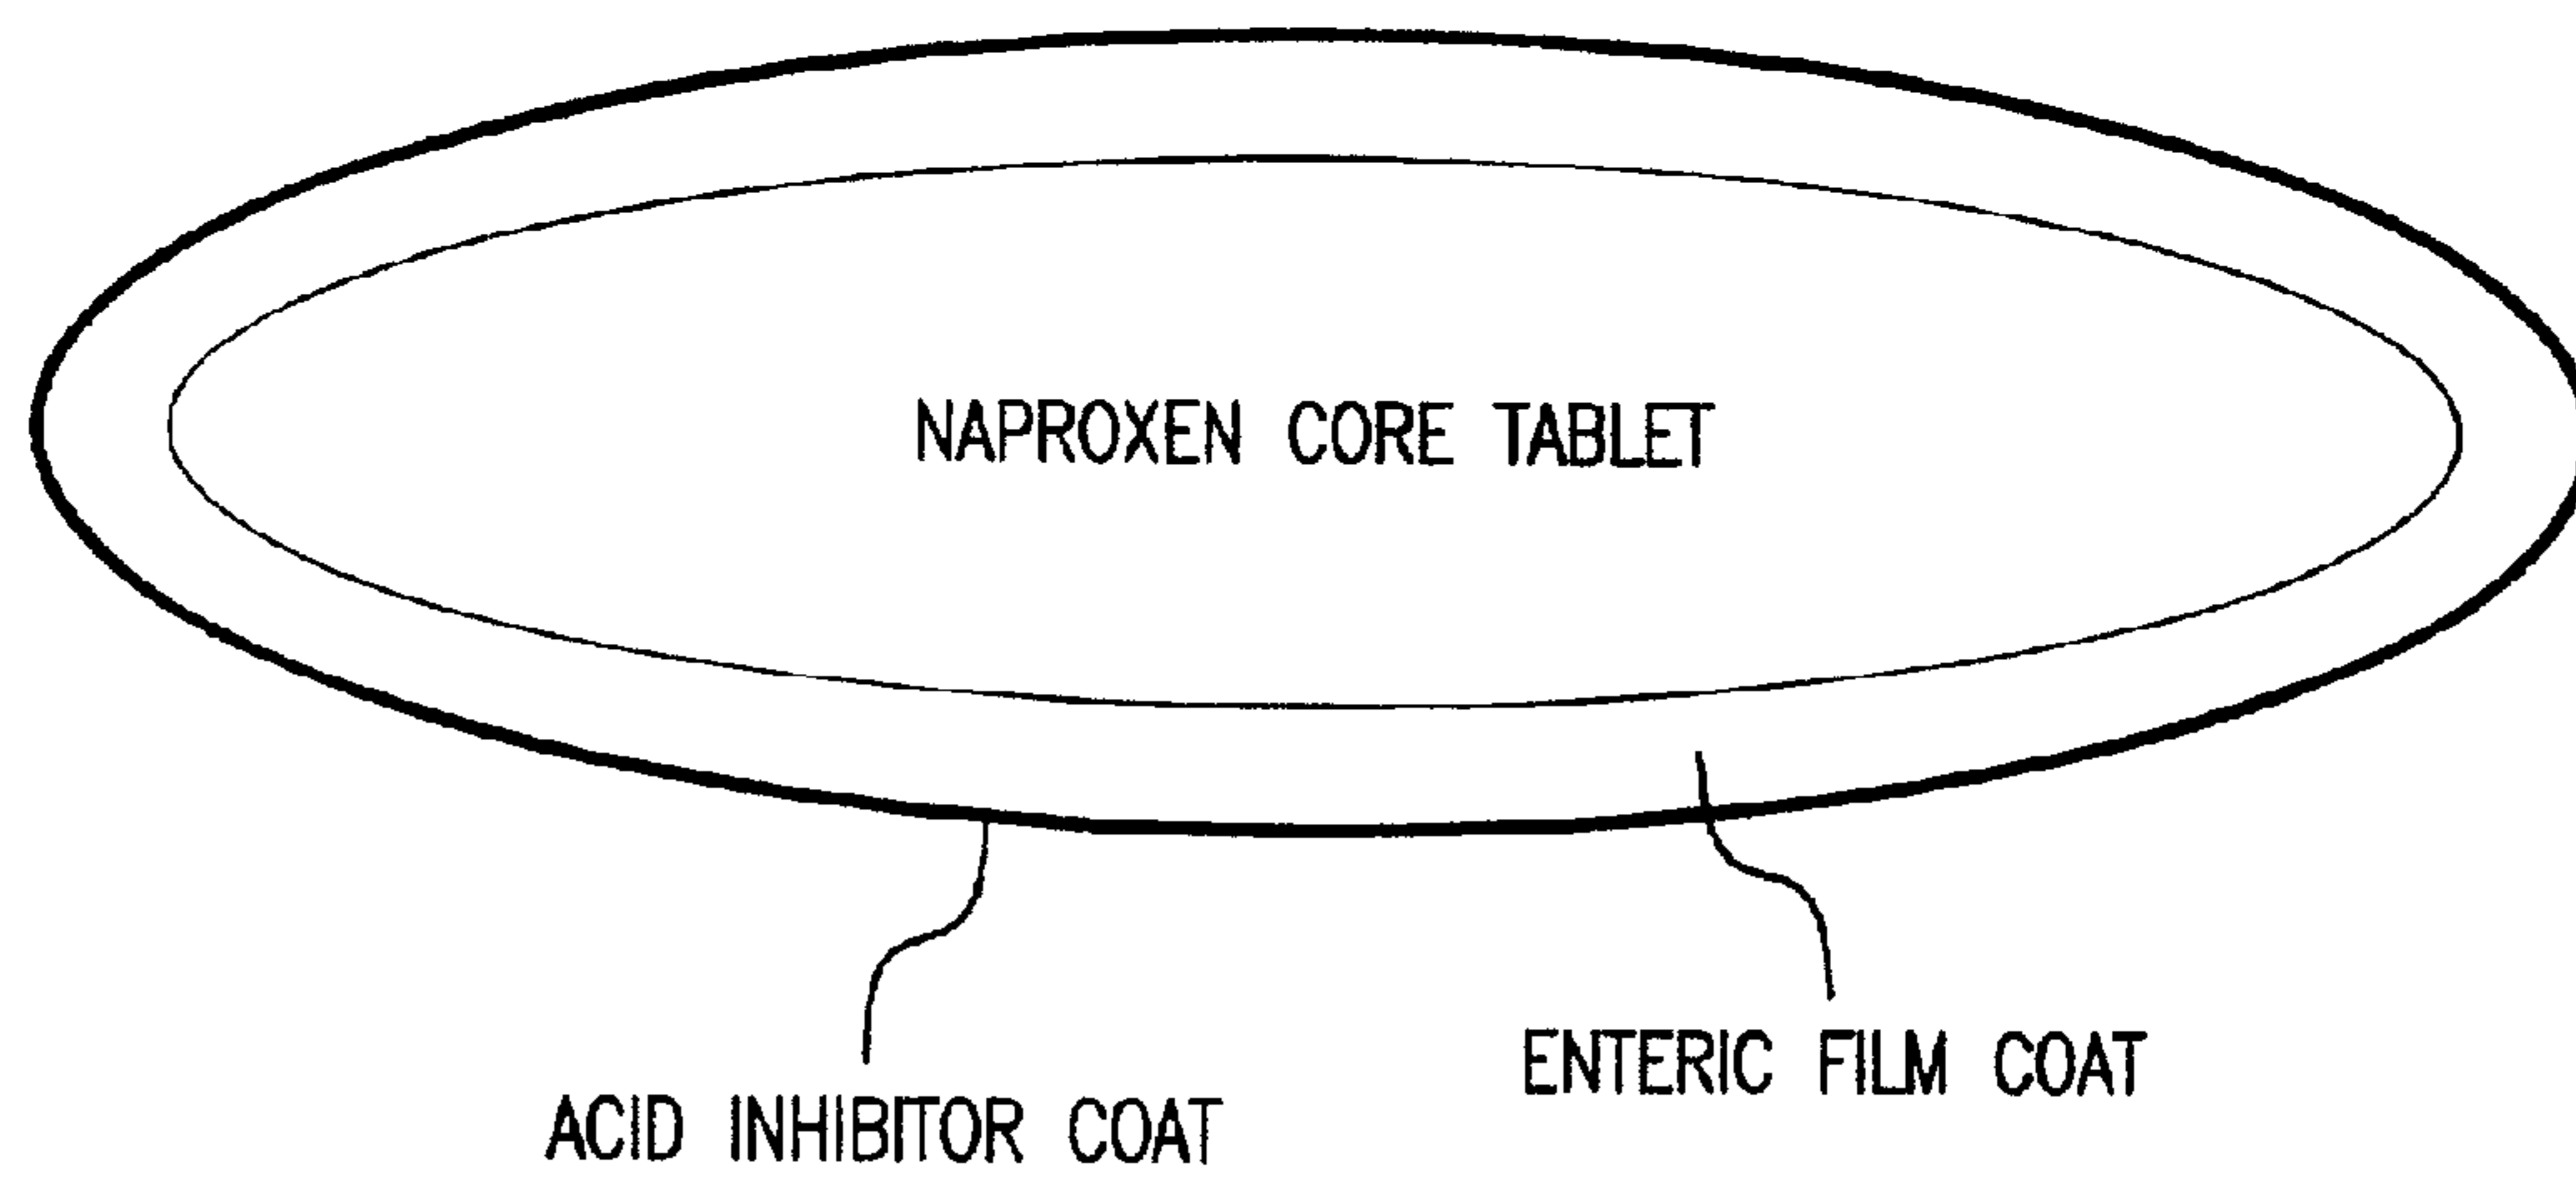 NAPROXEN CORE TABLET
ENTERIC FILM COAT
ACID INHIBITOR COAT